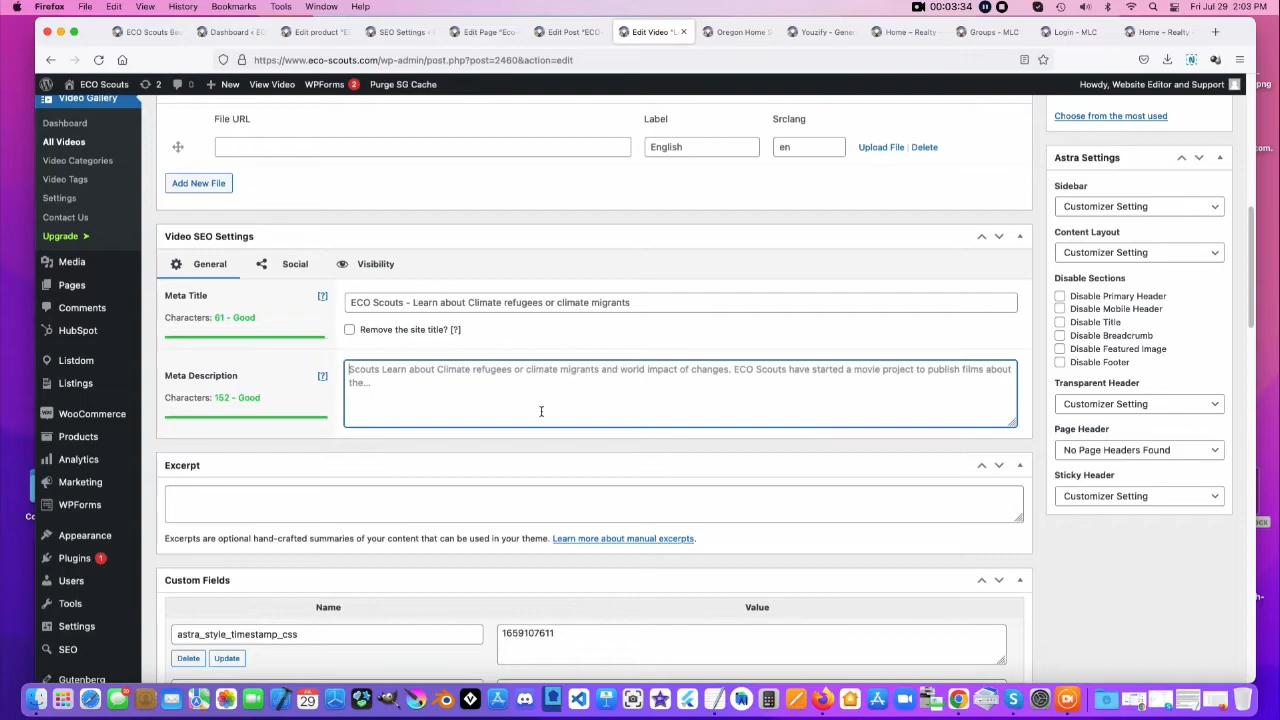 Firefox File Edit View History Bookmarks Tools Window Help 00:03:34 Fri Jul 29 2:03 PM
ECO Scouts Be Dashboard ‹ E Edit product "E SEO Settings ‹ Edit Page "Eco- Edit Post "ECO- Edit Video "L Oregon Home S Youzify - Gene Home – Realty Groups – MLC Login – MLC Home – Realty
https://www.eco-scouts.com/wp-admin/post.php?post=2460&action=edit
ECO Scouts 2 0 New View Video WPForms 2 Purge SG Cache Howdy, Website Editor and Support
Video Gallery
Dashboard
All Videos
Video Categories
Video Tags
Settings
Contact Us
Upgrade ➤
Media
Pages
Comments
HubSpot
Listdom
Listings
WooCommerce
Products
Analytics
Marketing
WPForms
Appearance
Plugins 1
Users
Tools
Settings
SEO
Gutenberg
File URL Label Srclang
English en Upload File | Delete
Add New File
Video SEO Settings
General Social Visibility
Meta Title [?] ECO Scouts - Learn about Climate refugees or climate migrants
Characters: 61 - Good
Remove the site title? [?]
Meta Description [?]
Characters: 152 - Good
Scouts Learn about Climate refugees or climate migrants and world impact of changes. ECO Scouts have started a movie project to publish films about
the...
Excerpt
Excerpts are optional hand-crafted summaries of your content that can be used in your theme. Learn more about manual excerpts.
Custom Fields
Name Value
astra_style_timestamp_css 1659107611
Delete Update
Choose from the most used
Astra Settings
Sidebar
Customizer Setting
Content Layout
Customizer Setting
Disable Sections
Disable Primary Header
Disable Mobile Header
Disable Title
Disable Breadcrumb
Disable Featured Image
Disable Footer
Transparent Header
Customizer Setting
Page Header
No Page Headers Found
Sticky Header
Customizer Setting
png
om.
ocx
h-
Co